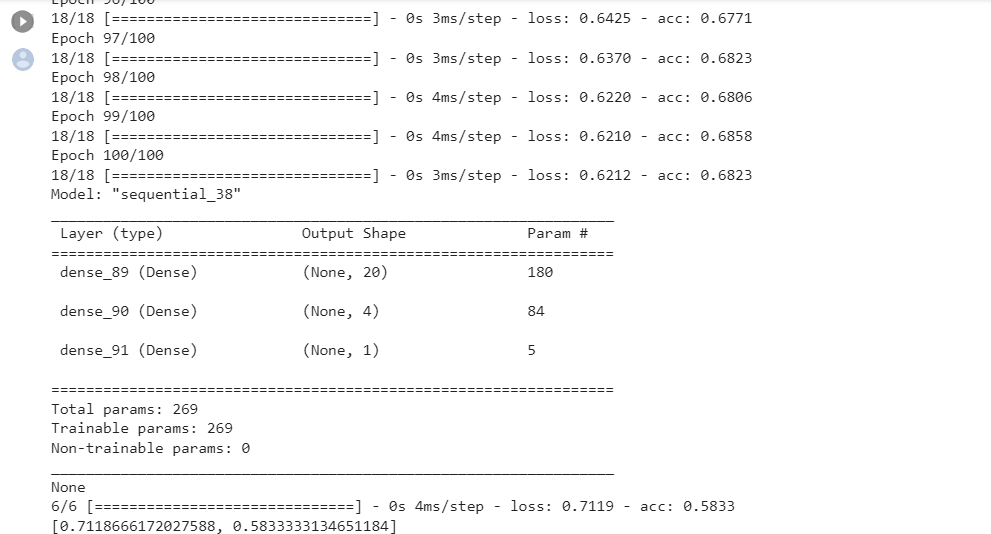 Epoch 96/100
18/18 [==============================] - 0s 3ms/step - loss: 0.6425 - acc: 0.6771
Epoch 97/100
18/18 [==============================] - 0s 3ms/step - loss: 0.6370 - acc: 0.6823
Epoch 98/100
18/18 [==============================] - 0s 4ms/step - loss: 0.6220 - acc: 0.6806
Epoch 99/100
18/18 [==============================] - 0s 4ms/step - loss: 0.6210 - acc: 0.6858
Epoch 100/100
18/18 [==============================] - 0s 3ms/step - loss: 0.6212 - acc: 0.6823
Model: "sequential_38"
_________________________________________________________________
Layer (type) Output Shape Param #
=================================================================
dense_89 (Dense) (None, 20) 180
dense_90 (Dense) (None, 4) 84
dense_91 (Dense) (None, 1) 5
=================================================================
Total params: 269
Trainable params: 269
Non-trainable params: 0
_________________________________________________________________
None
6/6 [==============================] - 0s 4ms/step - loss: 0.7119 - acc: 0.5833
[0.7118666172027588, 0.5833333134651184]